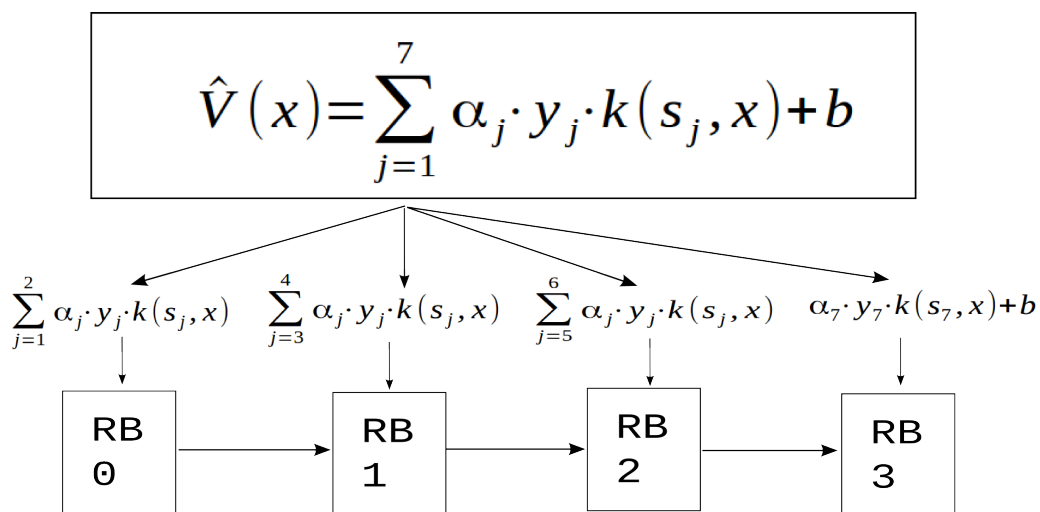 V̂(x)=∑_{j=1}^{7} α_j·y_j·k(s_j,x)+b
∑_{j=1}^{2} α_j·y_j·k(s_j,x)
∑_{j=3}^{4} α_j·y_j·k(s_j,x)
∑_{j=5}^{6} α_j·y_j·k(s_j,x)
α_7·y_7·k(s_7,x)+b
RB
0
RB
1
RB
2
RB
3